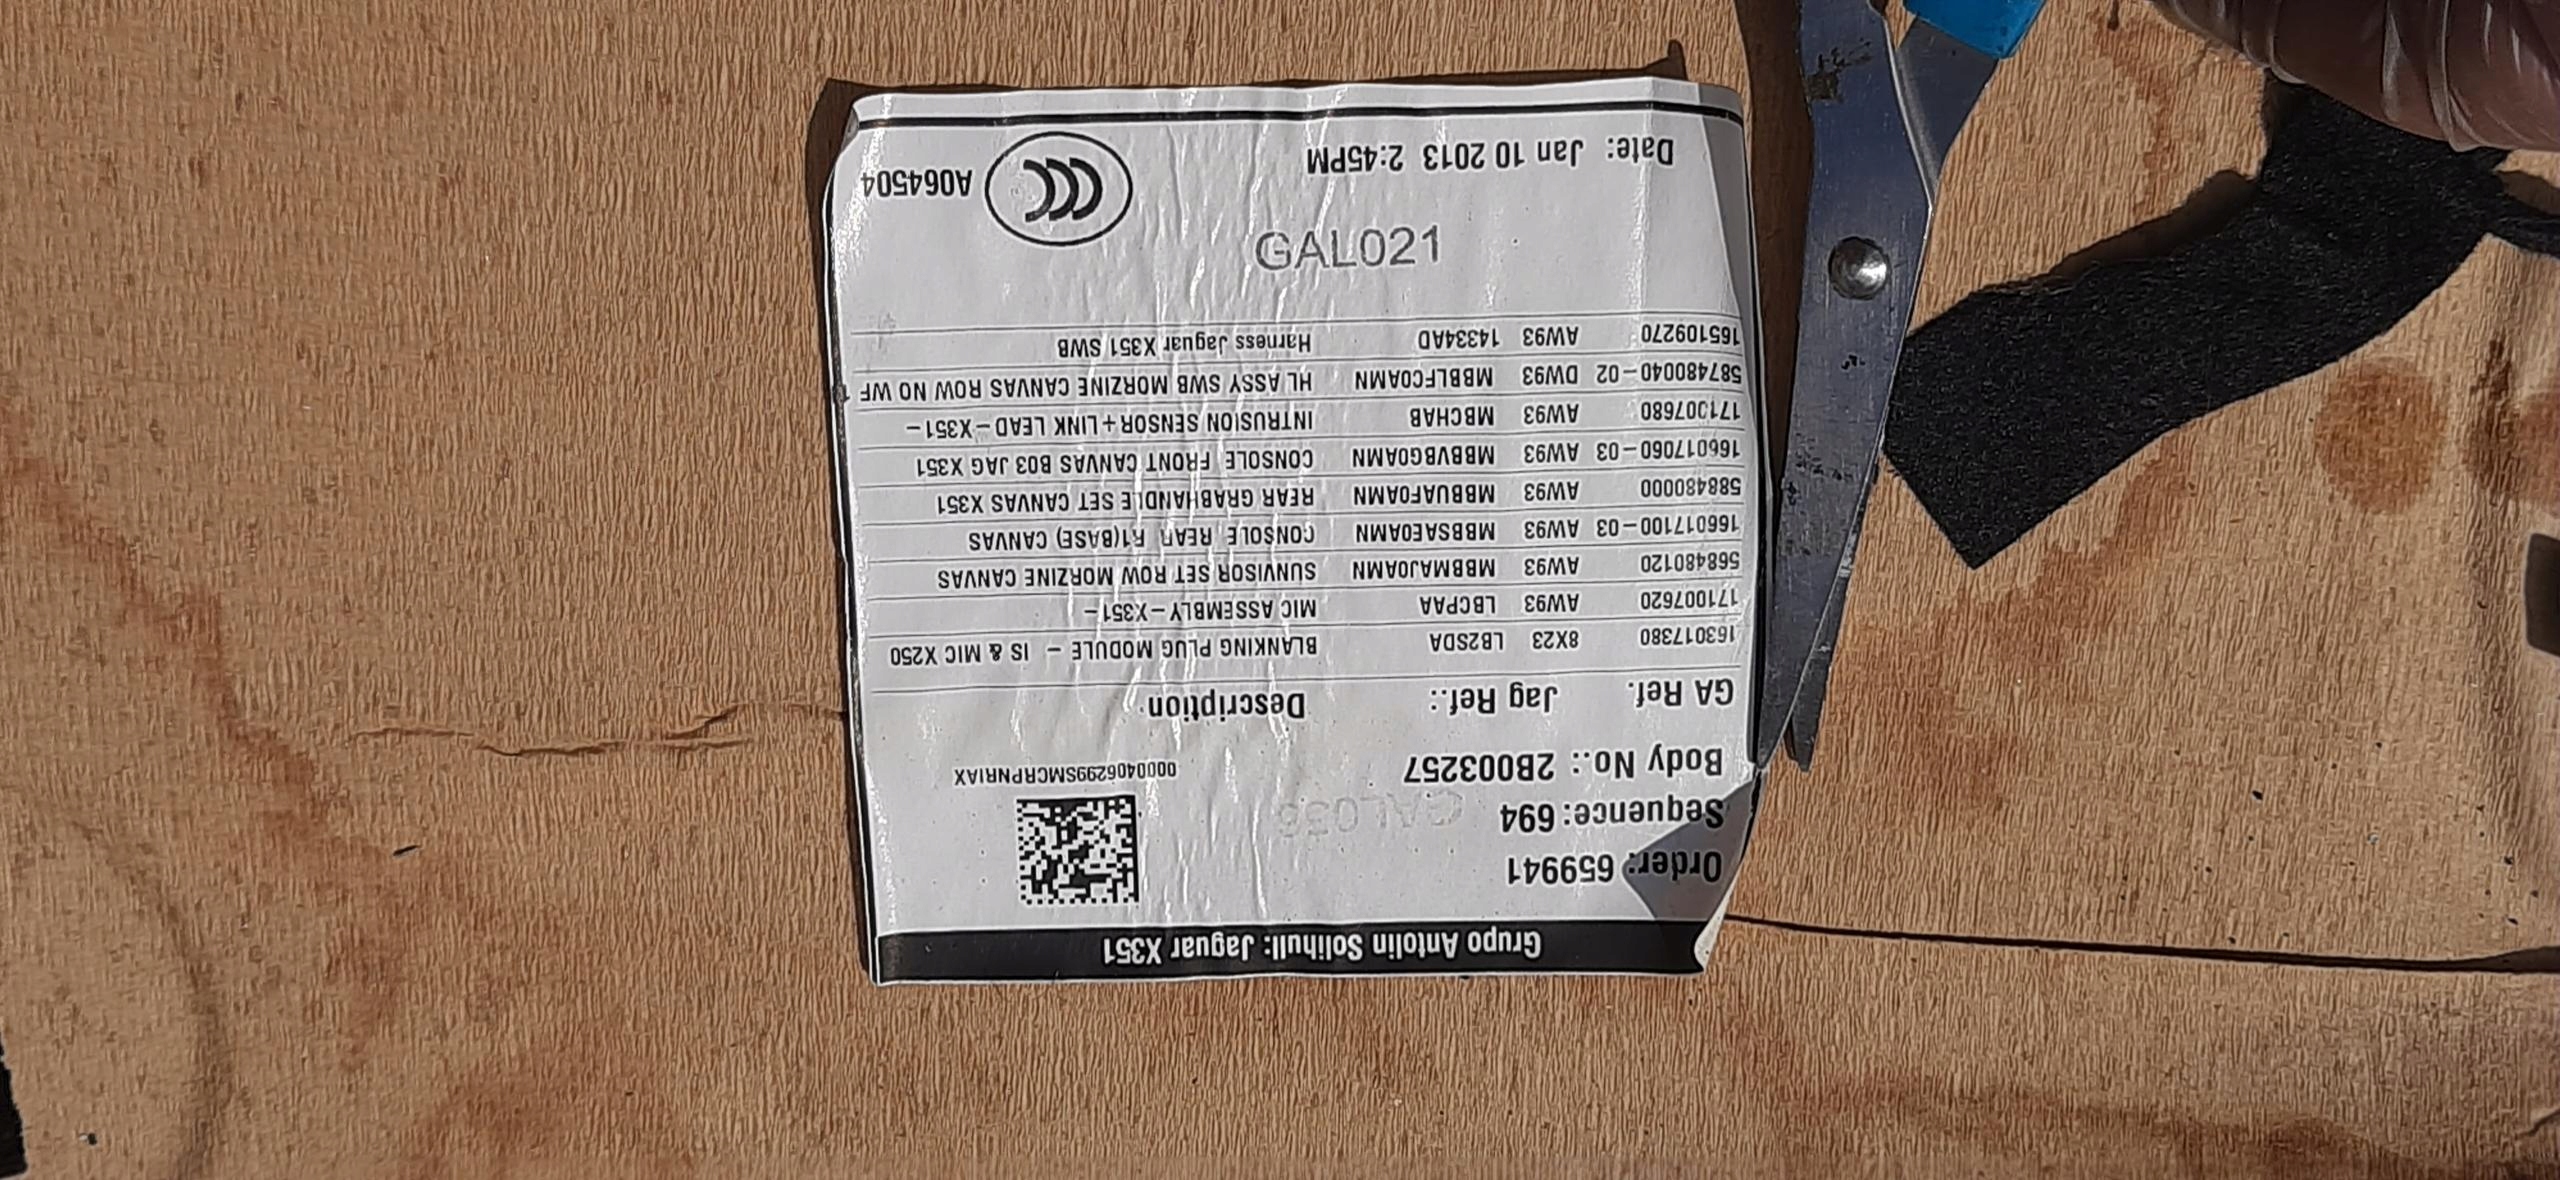 Grupo Antolin Solihull: Jaguar X351
Order: 659941
Sequence: 694
Body No.: 2B003257
0000406299SMCRPNRIAX
GA Ref. Jag Ref.: Description
163017380 8X23 LB2SDA BLANKING PLUG MODULE - IS & MIC X250
171007620 AW93 LBCPAA MIC ASSEMBLY-X351-
568480120 AW93 MBBMAJ0AMN SUNVISOR SET ROW MORZINE CANVAS
166017100-03 AW93 MBBSAE0AMN CONSOLE REAR R1(BASE) CANVAS
588480000 AW93 MBBUAF0AMN REAR GRABHANDLE SET CANVAS X351
166017060-03 AW93 MBBVBG0AMN CONSOLE FRONT CANVAS B03 JAG X351
171007680 AW93 MBCHAB INTRUSION SENSOR+LINK LEAD-X351-
587480040-02 DW93 MBBLFC0AMN HL ASSY SWB MORZINE CANVAS ROW NO WF
165109270 AW93 14334AD Harness Jaguar X351 SWB
GAL021
Date: Jan 10 2013 2:45PM
CCC
A064504